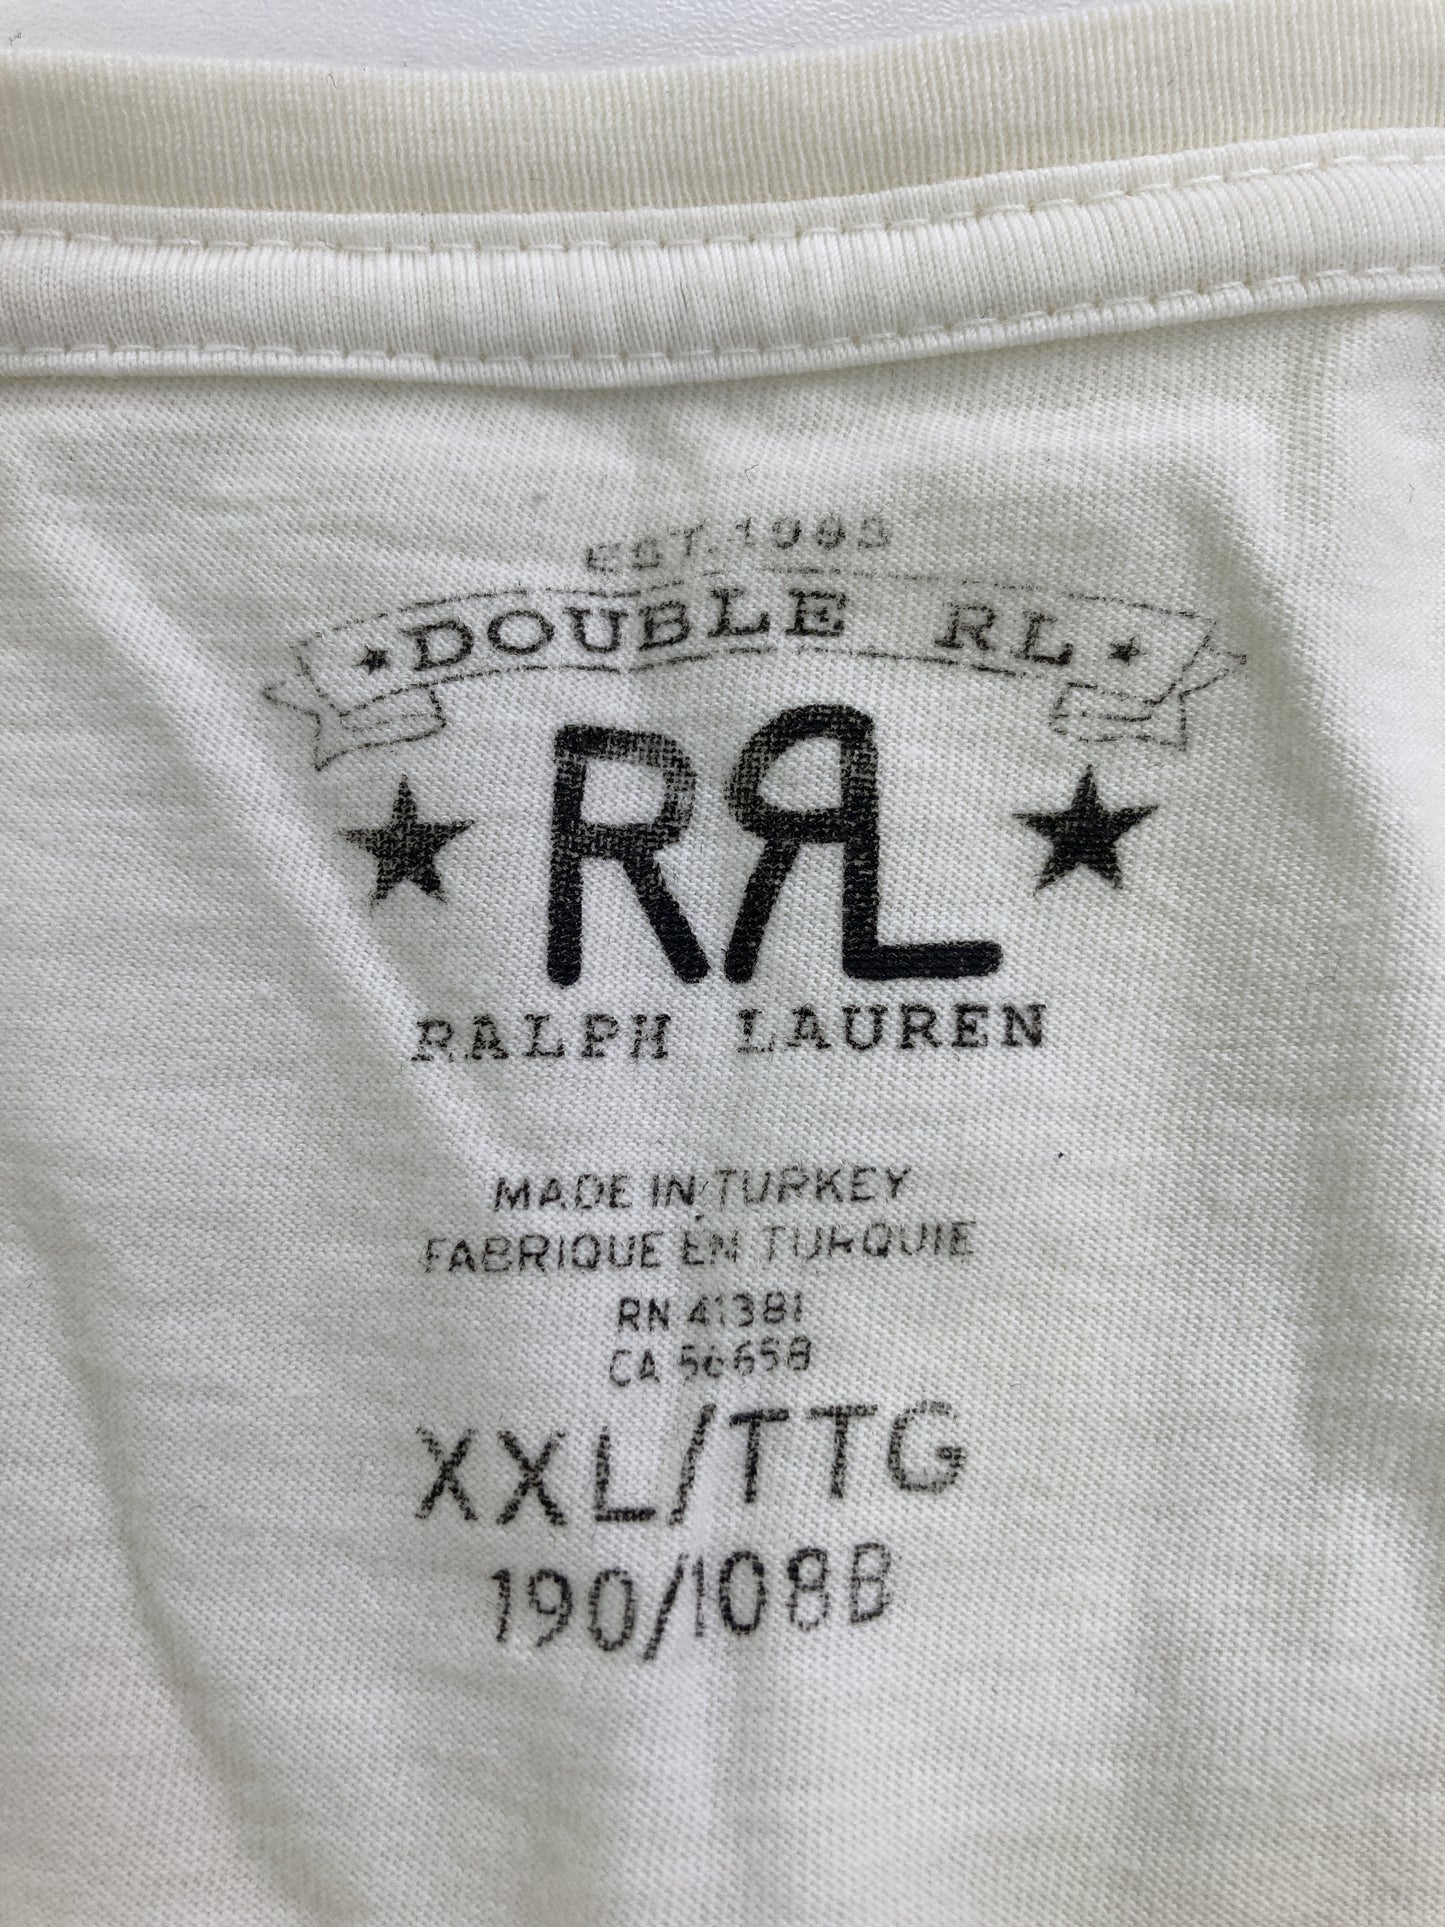 EST. 1985
DOUBLE RL
RRL
RALPH LAUREN
MADE IN TURKEY
FABRIQUE EN TURQUIE
RN 41381
CA 56658
XXL/TTG
190/108B